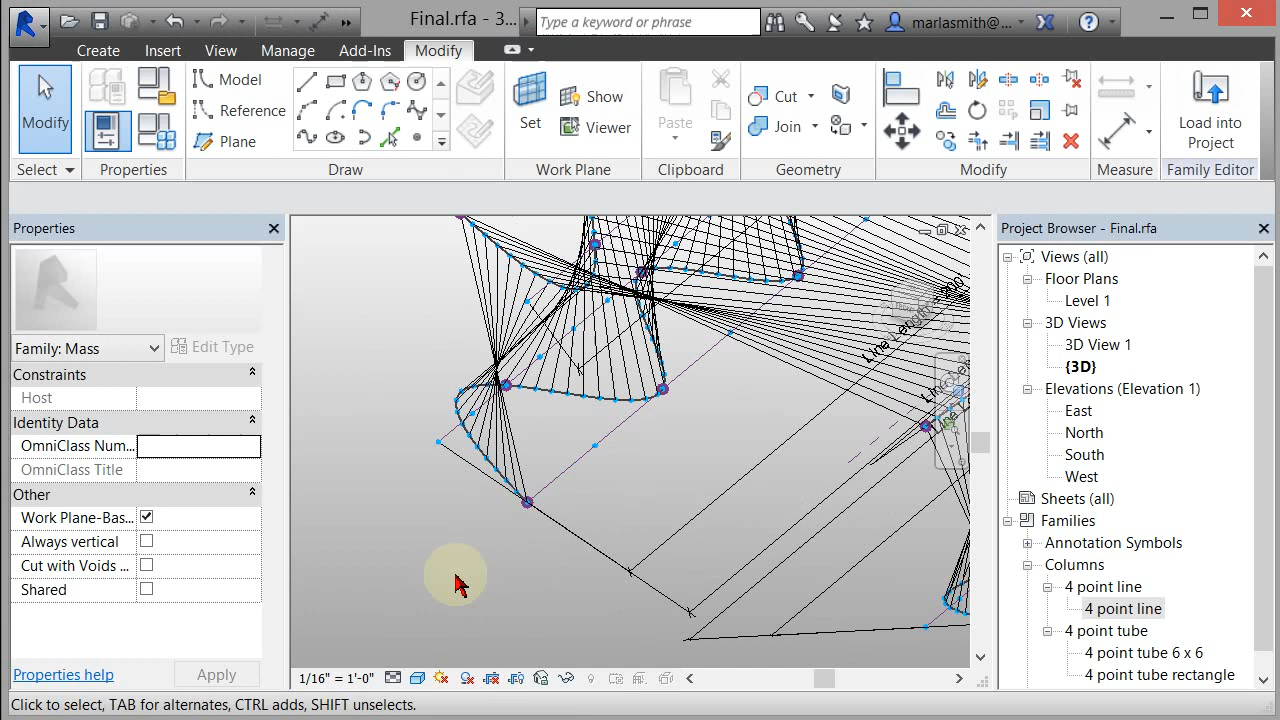 Final.rfa - 3...
Type a keyword or phrase
marlasmith@...
Create
Insert
View
Manage
Add-Ins
Modify
Modify
Model
Reference
Plane
Set
Show
Viewer
Paste
Cut
Join
Load into
Project
Select
Properties
Draw
Work Plane
Clipboard
Geometry
Modify
Measure
Family Editor
Properties
Family: Mass
Edit Type
Constraints
Host
Identity Data
OmniClass Num...
OmniClass Title
Other
Work Plane-Bas...
Always vertical
Cut with Voids ...
Shared
Properties help
Apply
1/16" = 1'-0"
Project Browser - Final.rfa
Views (all)
Floor Plans
Level 1
3D Views
3D View 1
{3D}
Elevations (Elevation 1)
East
North
South
West
Sheets (all)
Families
Annotation Symbols
Columns
4 point line
4 point line
4 point tube
4 point tube 6 x 6
4 point tube rectangle
Click to select, TAB for alternates, CTRL adds, SHIFT unselects.